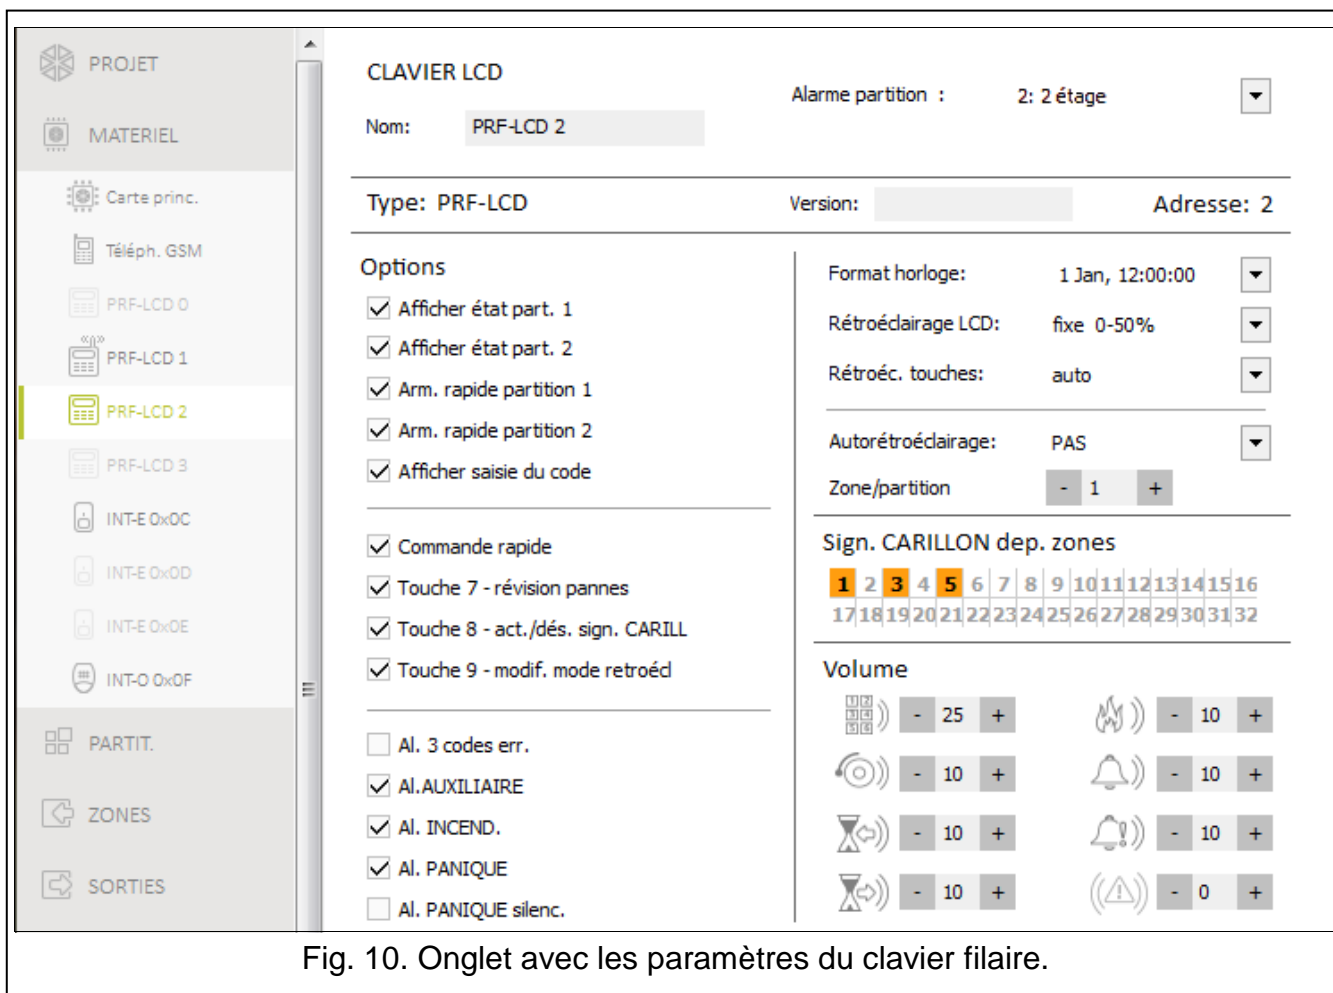 PROJET
MATERIEL
Carte princ.
Téléph. GSM
PRF-LCD 0
PRF-LCD 1
PRF-LCD 2
PRF-LCD 3
INT-E 0x0C
INT-E 0x0D
INT-E 0x0E
INT-O 0x0F
PARTIT.
ZONES
SORTIES
CLAVIER LCD
Alarme partition : 2: 2 étage
Nom: PRF-LCD 2
Type: PRF-LCD Version: Adresse: 2
Options
Afficher état part. 1
Afficher état part. 2
Arm. rapide partition 1
Arm. rapide partition 2
Afficher saisie du code
Commande rapide
Touche 7 - révision pannes
Touche 8 - act./dés. sign. CARILL
Touche 9 - modif. mode retroécl
Al. 3 codes err.
Al.AUXILIAIRE
Al. INCEND.
Al. PANIQUE
Al. PANIQUE silenc.
Format horloge: 1 Jan, 12:00:00
Rétroéclairage LCD: fixe 0-50%
Rétroéc. touches: auto
Autorétroéclairage: PAS
Zone/partition - 1 +
Sign. CARILLON dep. zones
1 2 3 4 5 6 7 8 9 10 11 12 13 14 15 16
17 18 19 20 21 22 23 24 25 26 27 28 29 30 31 32
Volume
- 25 + - 10 +
- 10 + - 10 +
- 10 + - 10 +
- 10 + - 0 +
Fig. 10. Onglet avec les paramètres du clavier filaire.